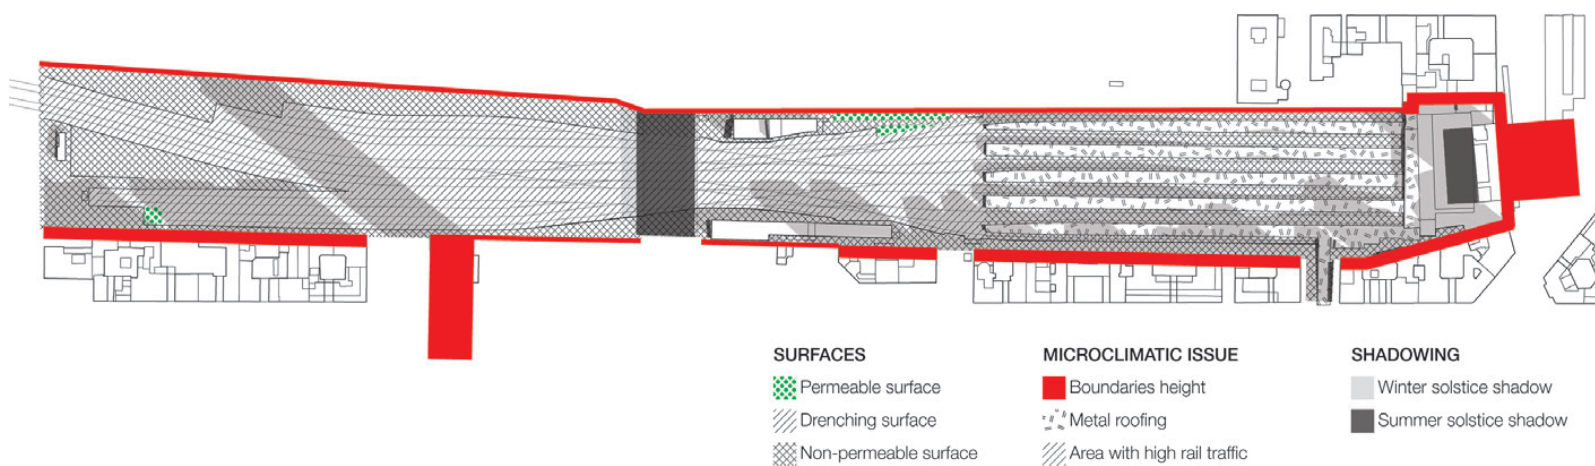 SURFACES
Permeable surface
Drenching surface
Non-permeable surface
MICROCLIMATIC ISSUE
Boundaries height
Metal roofing
Area with high rail traffic
SHADOWING
Winter solstice shadow
Summer solstice shadow